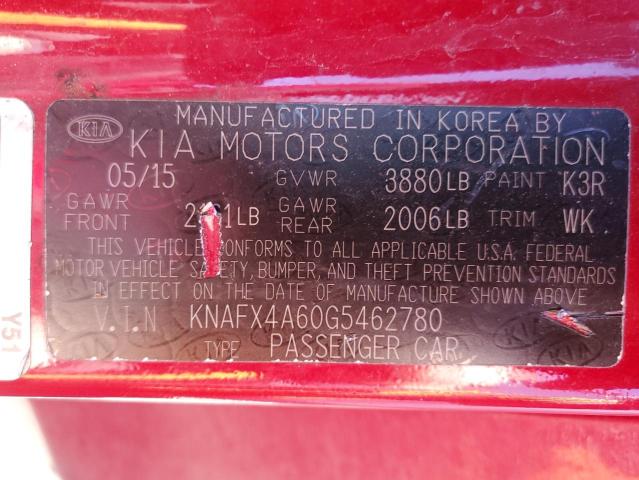 MANUFACTURED IN KOREA BY
KIA KIA MOTORS CORPORATION
05/15 GVWR 3880LB PAINT K3R
GAWR FRONT GAWR REAR 2006LB TRIM WK
THIS VEHICLE CONFORMS TO ALL APPLICABLE U.S.A. FEDERAL
MOTOR VEHICLE SAFETY, BUMPER, AND THEFT PREVENTION STANDARDS
IN EFFECT ON THE DATE OF MANUFACTURE SHOWN ABOVE
V.I.N KNAFX4A60G5462780
TYPE PASSENGER CAR
Y51